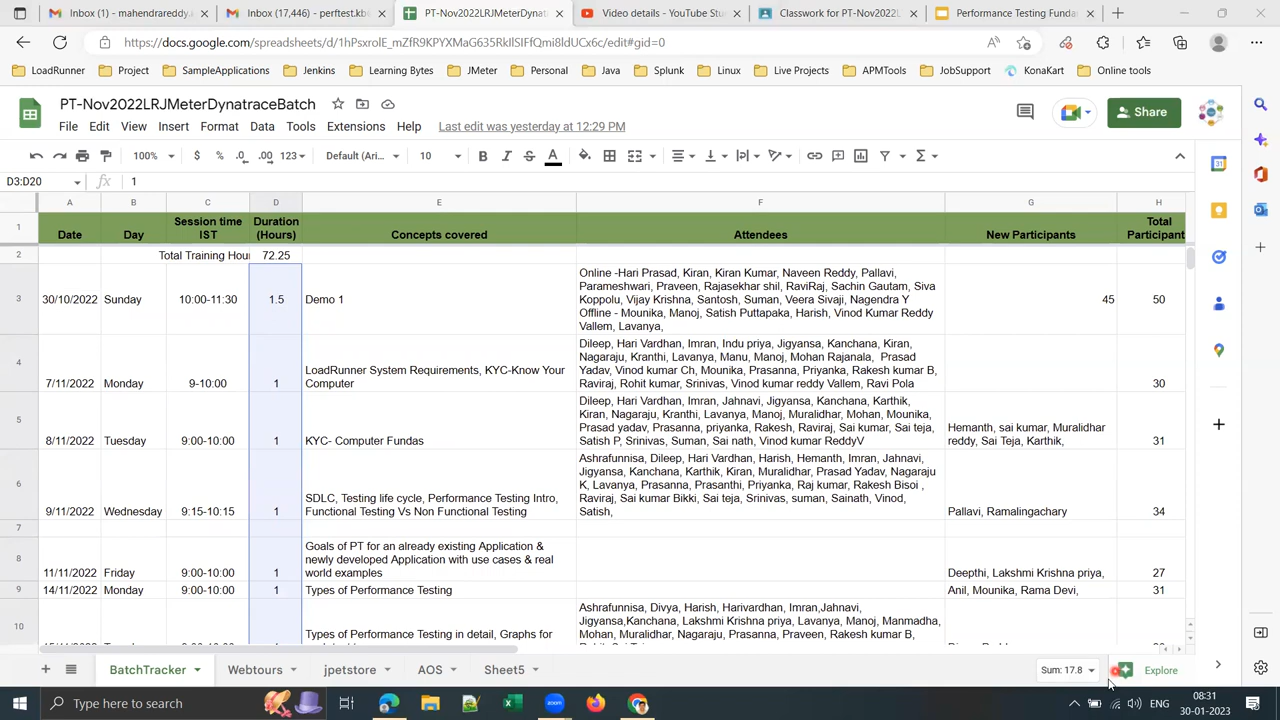 Inbox (1) - mahendrareddy.
Inbox (17,446) - perftest.kbs
PT-Nov2022LRJMeterDynatra
Video details - YouTube Stu
Classwork for PT-Nov2022L
Performance Testing Funda
https://docs.google.com/spreadsheets/d/1hPsxrolE_mZfR9KPYXMaG635RkIlSIFfQmi8ldUCx6c/edit#gid=0
LoadRunner
Project
SampleApplications
Jenkins
Learning Bytes
JMeter
Personal
Java
Splunk
Linux
Live Projects
APMTools
JobSupport
KonaKart
Online tools
PT-Nov2022LRJMeterDynatraceBatch
Share
File Edit View Insert Format Data Tools Extensions Help Last edit was yesterday at 12:29 PM
100% $ % .0 .00 123 Default (Ari... 10 B I S A
D3:D20 fx 1
A B C D E F G H
1 Date Day Session time IST Duration (Hours) Concepts covered Attendees New Participants Total Participant
2 Total Training Hour 72.25
3 30/10/2022 Sunday 10:00-11:30 1.5 Demo 1
Online -Hari Prasad, Kiran, Kiran Kumar, Naveen Reddy, Pallavi,
Parameshwari, Praveen, Rajasekhar shil, RaviRaj, Sachin Gautam, Siva
Koppolu, Vijay Krishna, Santosh, Suman, Veera Sivaji, Nagendra Y
Offline - Mounika, Manoj, Satish Puttapaka, Harish, Vinod Kumar Reddy
Vallem, Lavanya,
45 50
4 7/11/2022 Monday 9-10:00 1
LoadRunner System Requirements, KYC-Know Your
Computer
Dileep, Hari Vardhan, Imran, Indu priya, Jigyansa, Kanchana, Kiran,
Nagaraju, Kranthi, Lavanya, Manu, Manoj, Mohan Rajanala, Prasad
Yadav, Vinod kumar Ch, Mounika, Prasanna, Priyanka, Rakesh kumar B,
Raviraj, Rohit kumar, Srinivas, Vinod kumar reddy Vallem, Ravi Pola
30
5 8/11/2022 Tuesday 9:00-10:00 1 KYC- Computer Fundas
Dileep, Hari Vardhan, Imran, Jahnavi, Jigyansa, Kanchana, Karthik,
Kiran, Nagaraju, Kranthi, Lavanya, Manoj, Muralidhar, Mohan, Mounika,
Prasad yadav, Prasanna, priyanka, Rakesh, Raviraj, Sai kumar, Sai teja,
Satish P, Srinivas, Suman, Sai nath, Vinod kumar ReddyV
Hemanth, sai kumar, Muralidhar
reddy, Sai Teja, Karthik,
31
6 9/11/2022 Wednesday 9:15-10:15 1
SDLC, Testing life cycle, Performance Testing Intro,
Functional Testing Vs Non Functional Testing
Ashrafunnisa, Dileep, Hari Vardhan, Harish, Hemanth, Imran, Jahnavi,
Jigyansa, Kanchana, Karthik, Kiran, Muralidhar, Prasad Yadav, Nagaraju
K, Lavanya, Prasanna, Prasanthi, Priyanka, Raj kumar, Rakesh Bisoi ,
Raviraj, Sai kumar Bikki, Sai teja, Srinivas, suman, Sainath, Vinod,
Satish,
Pallavi, Ramalingachary 34
7
8 11/11/2022 Friday 9:00-10:00 1
Goals of PT for an already existing Application &
newly developed Application with use cases & real
world examples
Deepthi, Lakshmi Krishna priya, 27
9 14/11/2022 Monday 9:00-10:00 1 Types of Performance Testing Anil, Mounika, Rama Devi, 31
10 Types of Performance Testing in detail, Graphs for
Ashrafunnisa, Divya, Harish, Harivardhan, Imran,Jahnavi,
Jigyansa,Kanchana, Lakshmi Krishna priya, Lavanya, Manoj, Manmadha,
Mohan, Muralidhar, Nagaraju, Prasanna, Praveen, Rakesh kumar B,
BatchTracker
Webtours
jpetstore
AOS
Sheet5
Sum: 17.8
Explore
Type here to search
ENG
08:31
30-01-2023